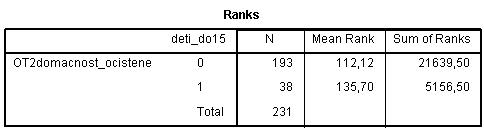 Ranks
deti_do15 N Mean Rank Sum of Ranks
OT2domacnost_ocistene 0 193 112,12 21639,50
1 38 135,70 5156,50
Total 231